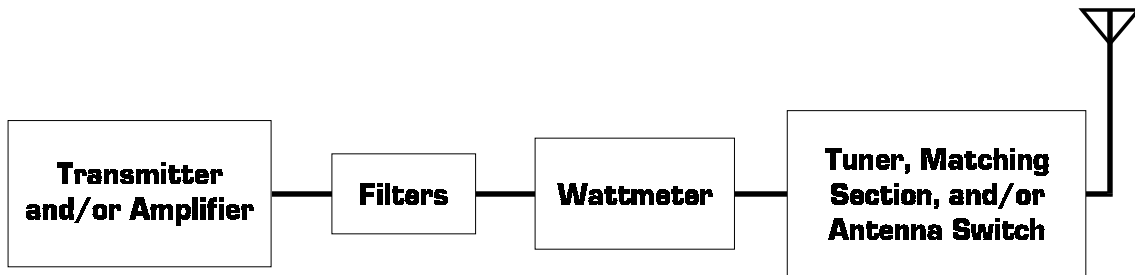 Transmitter
and/or Amplifier
Filters
Wattmeter
Tuner, Matching
Section, and/or
Antenna Switch